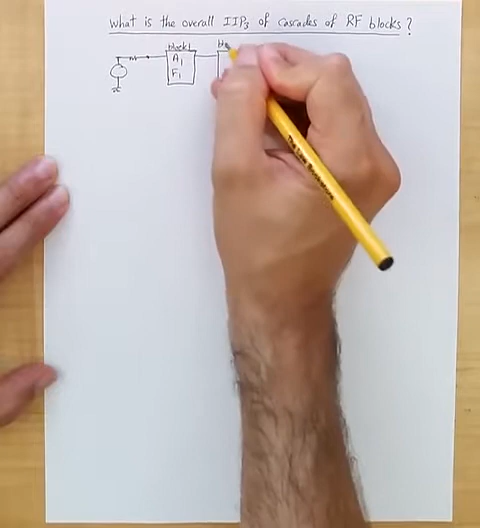 what is the overall IIP3 of cascades of RF blocks?
block1
A1
F1